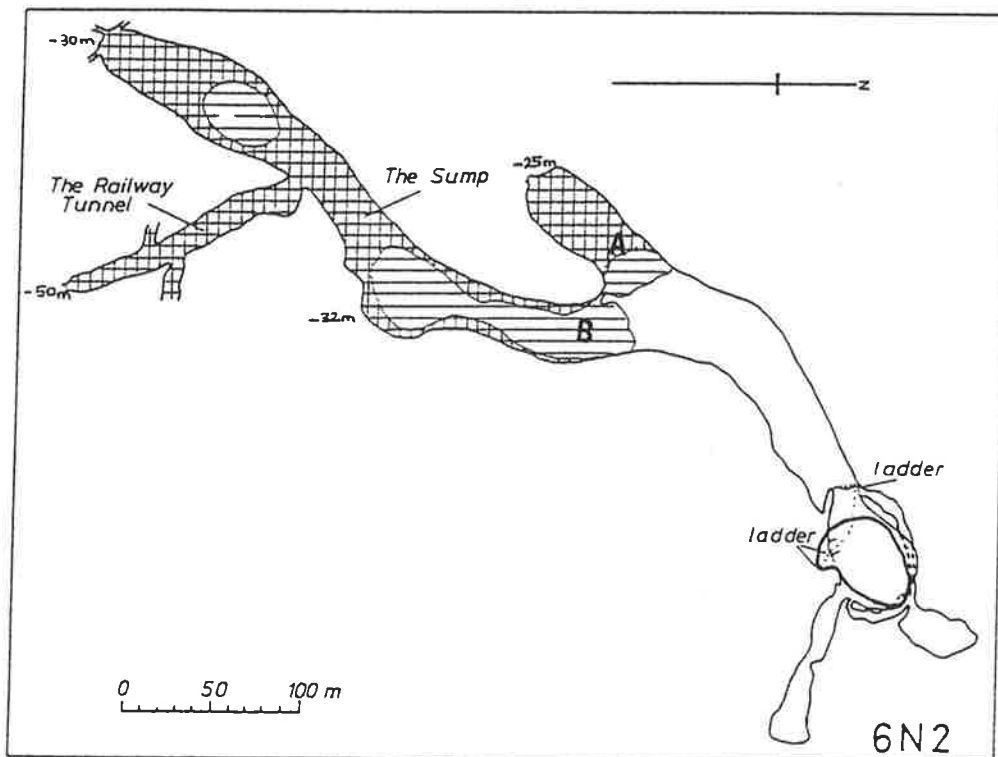 -30m
N
-25m
The Railway
Tunnel
The Sump
A
-50m
-32m
B
ladder
ladder
0 50 100 m
6N2